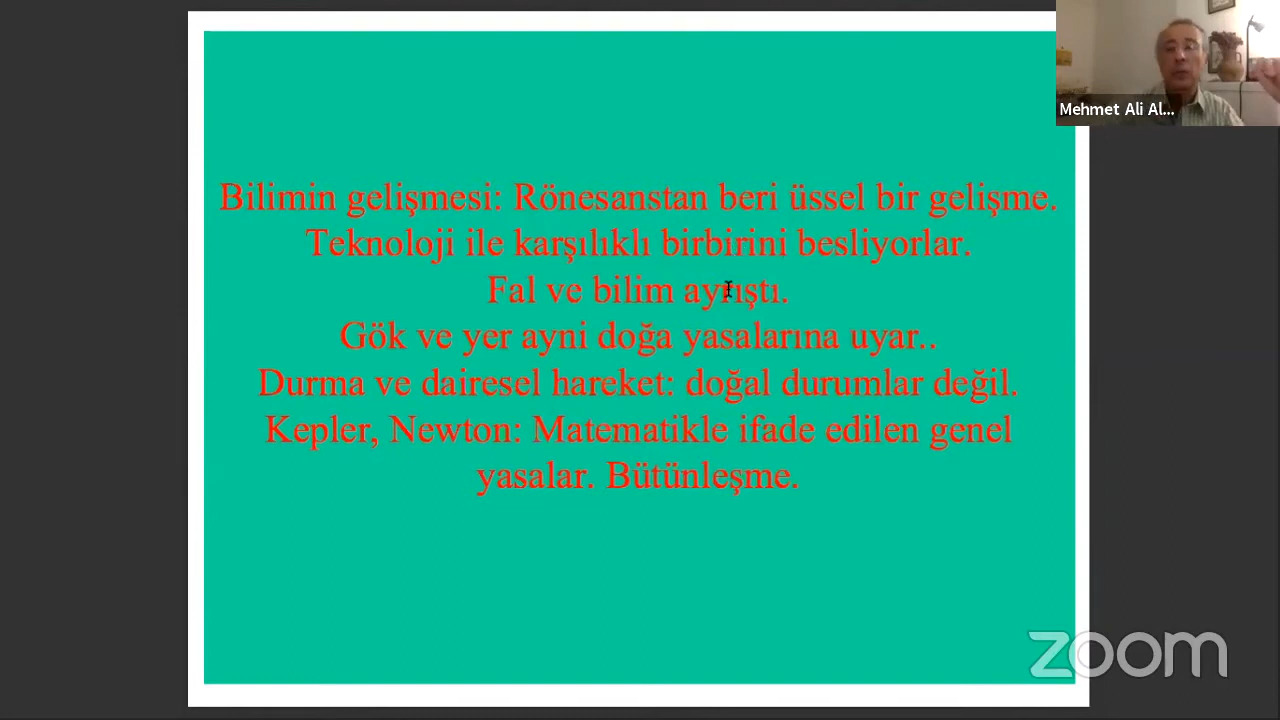 Mehmet Ali Al...
Bilimin gelişmesi: Rönesanstan beri üssel bir gelişme.
Teknoloji ile karşılıklı birbirini besliyorlar.
Fal ve bilim ayrıştı.
Gök ve yer ayni doğa yasalarına uyar..
Durma ve dairesel hareket: doğal durumlar değil.
Kepler, Newton: Matematikle ifade edilen genel
yasalar. Bütünleşme.
zoom